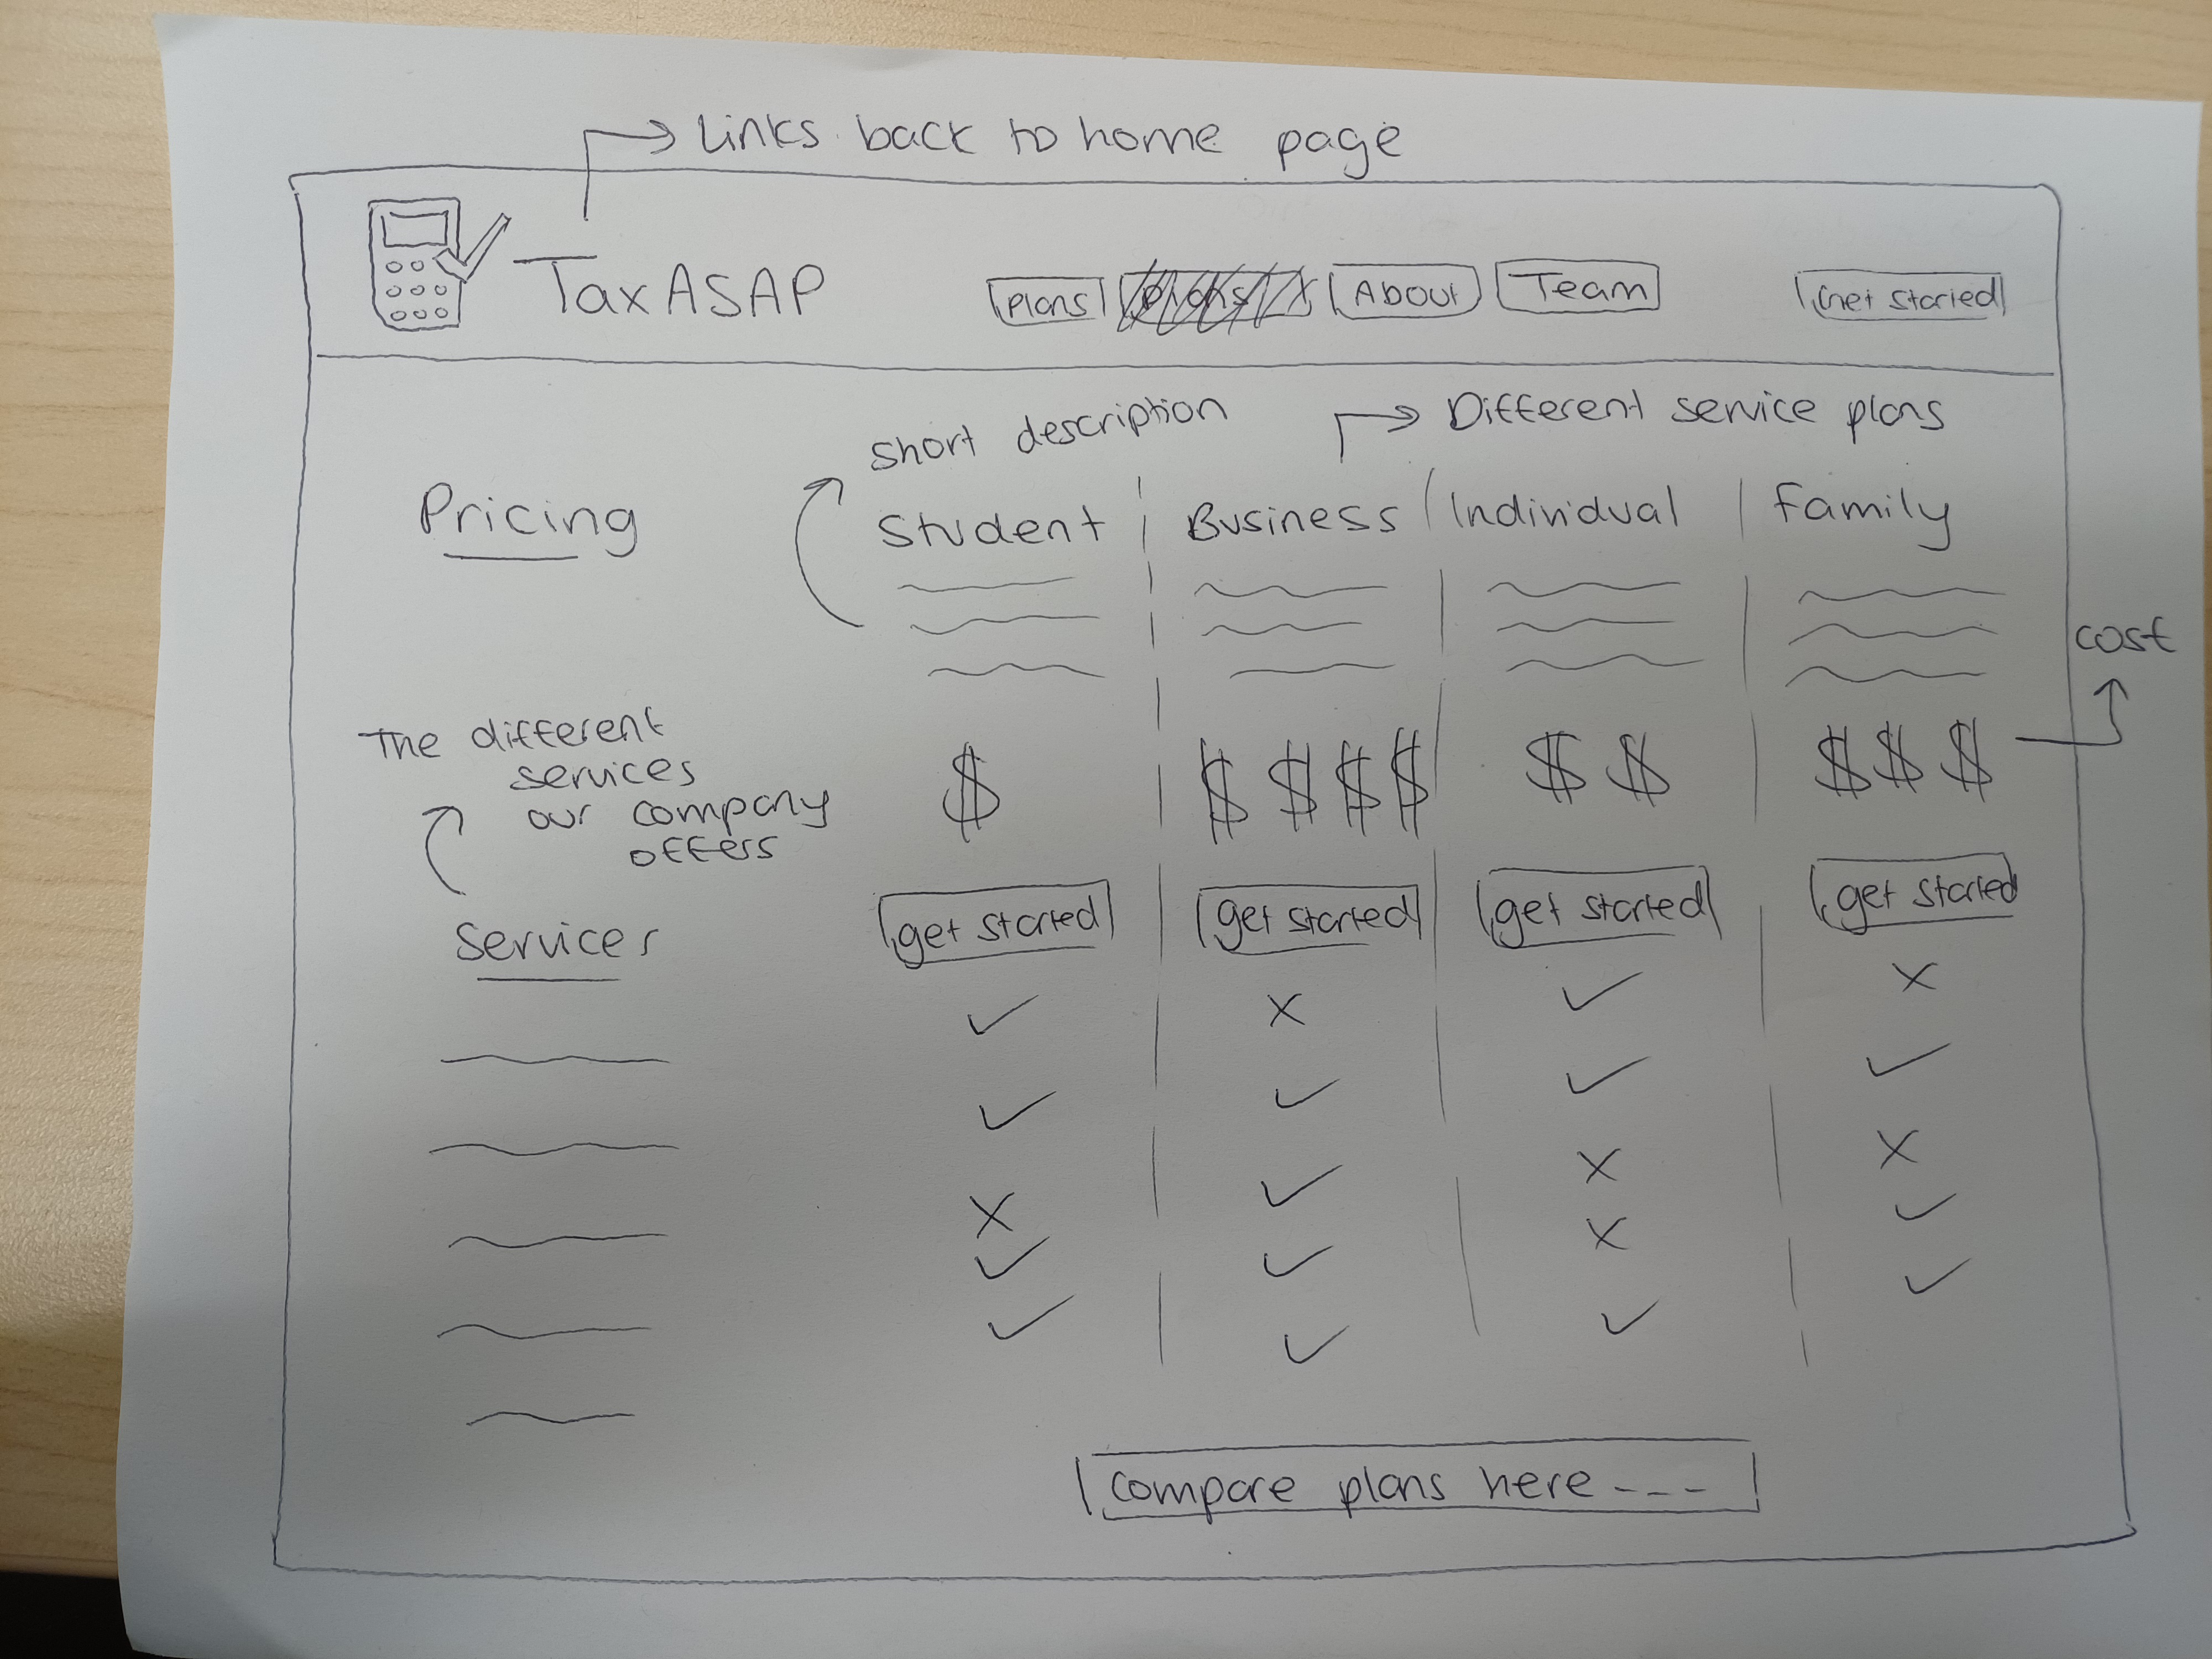 Links back to home page
TaxASAP
Plans
About
Team
Get started
short description
Different service plans
Pricing
Student
Business
Individual
Family
cost
The different
services
our company
offers
$
$ $ $ $
$ $
$ $ $
Services
get started
get started
get started
get started
✓ x ✓ x
✓ ✓ ✓ ✓
x ✓ x x
✓ ✓ x ✓
✓ ✓ ✓ ✓
Compare plans here ---